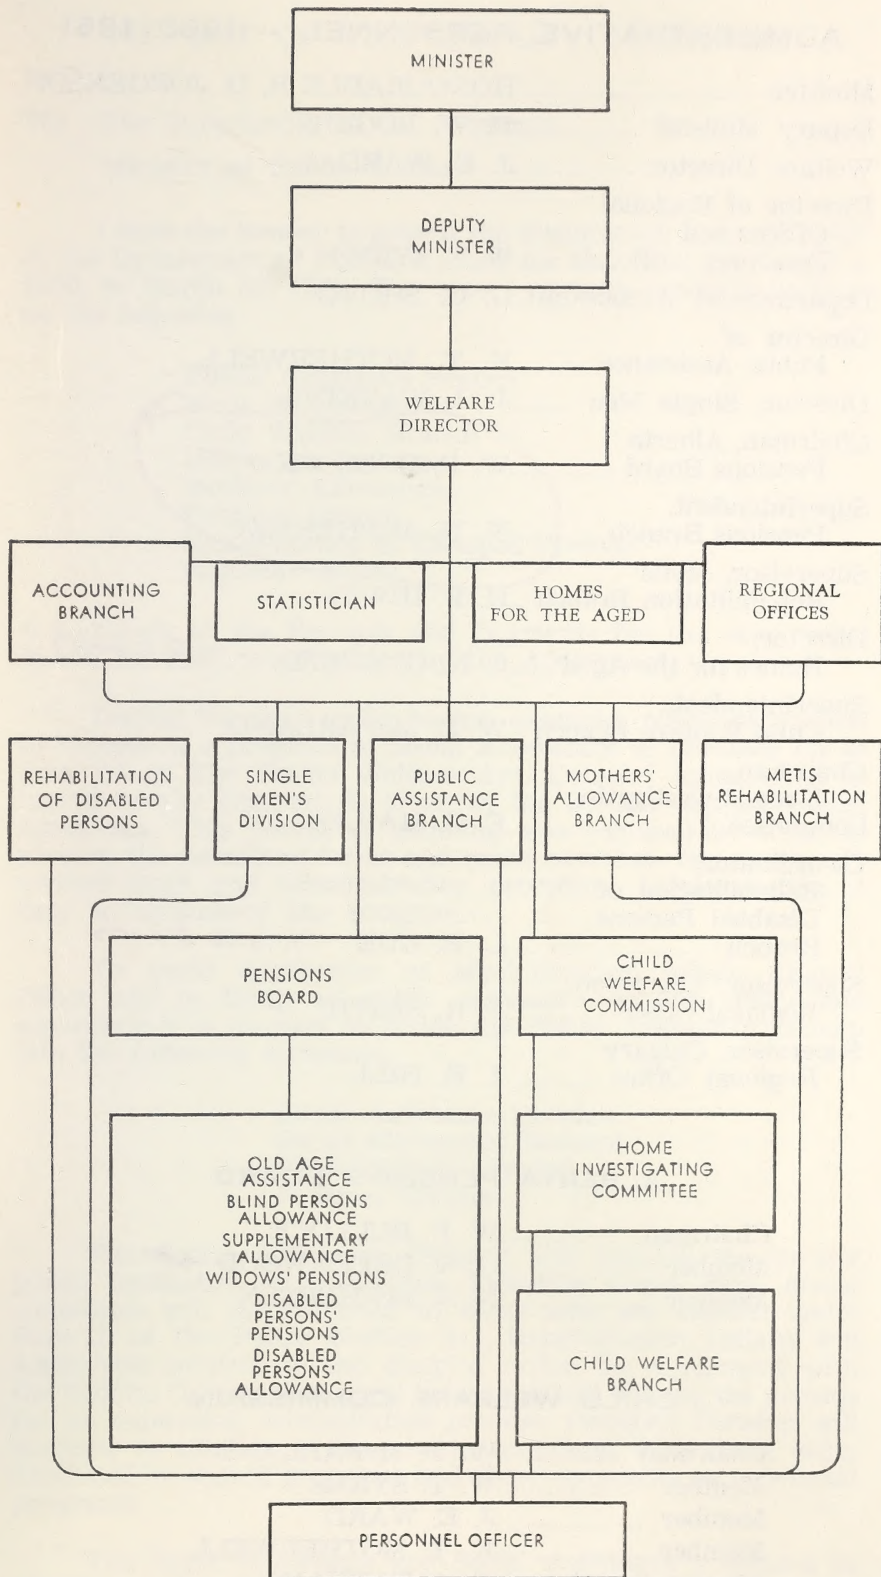 MINISTER
DEPUTY
MINISTER
WELFARE
DIRECTOR
ACCOUNTING
BRANCH
STATISTICIAN
HOMES
FOR THE AGED
REGIONAL
OFFICES
REHABILITATION
OF DISABLED
PERSONS
SINGLE
MEN'S
DIVISION
PUBLIC
ASSISTANCE
BRANCH
MOTHERS'
ALLOWANCE
BRANCH
METIS
REHABILITATION
BRANCH
PENSIONS
BOARD
CHILD
WELFARE
COMMISSION
OLD AGE
ASSISTANCE
BLIND PERSONS
ALLOWANCE
SUPPLEMENTARY
ALLOWANCE
WIDOWS' PENSIONS
DISABLED
PERSONS'
PENSIONS
DISABLED
PERSONS'
ALLOWANCE
HOME
INVESTIGATING
COMMITTEE
CHILD WELFARE
BRANCH
PERSONNEL OFFICER